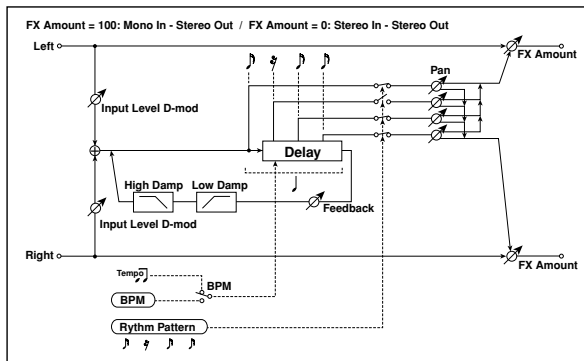 FX Amount = 100: Mono In - Stereo Out / FX Amount = 0: Stereo In - Stereo Out
Left
FX Amount
Pan
Input Level D-mod
Delay
High Damp Low Damp
Feedback
Input Level D-mod
Right
FX Amount
Tempo
BPM
BPM
Rythm Pattern